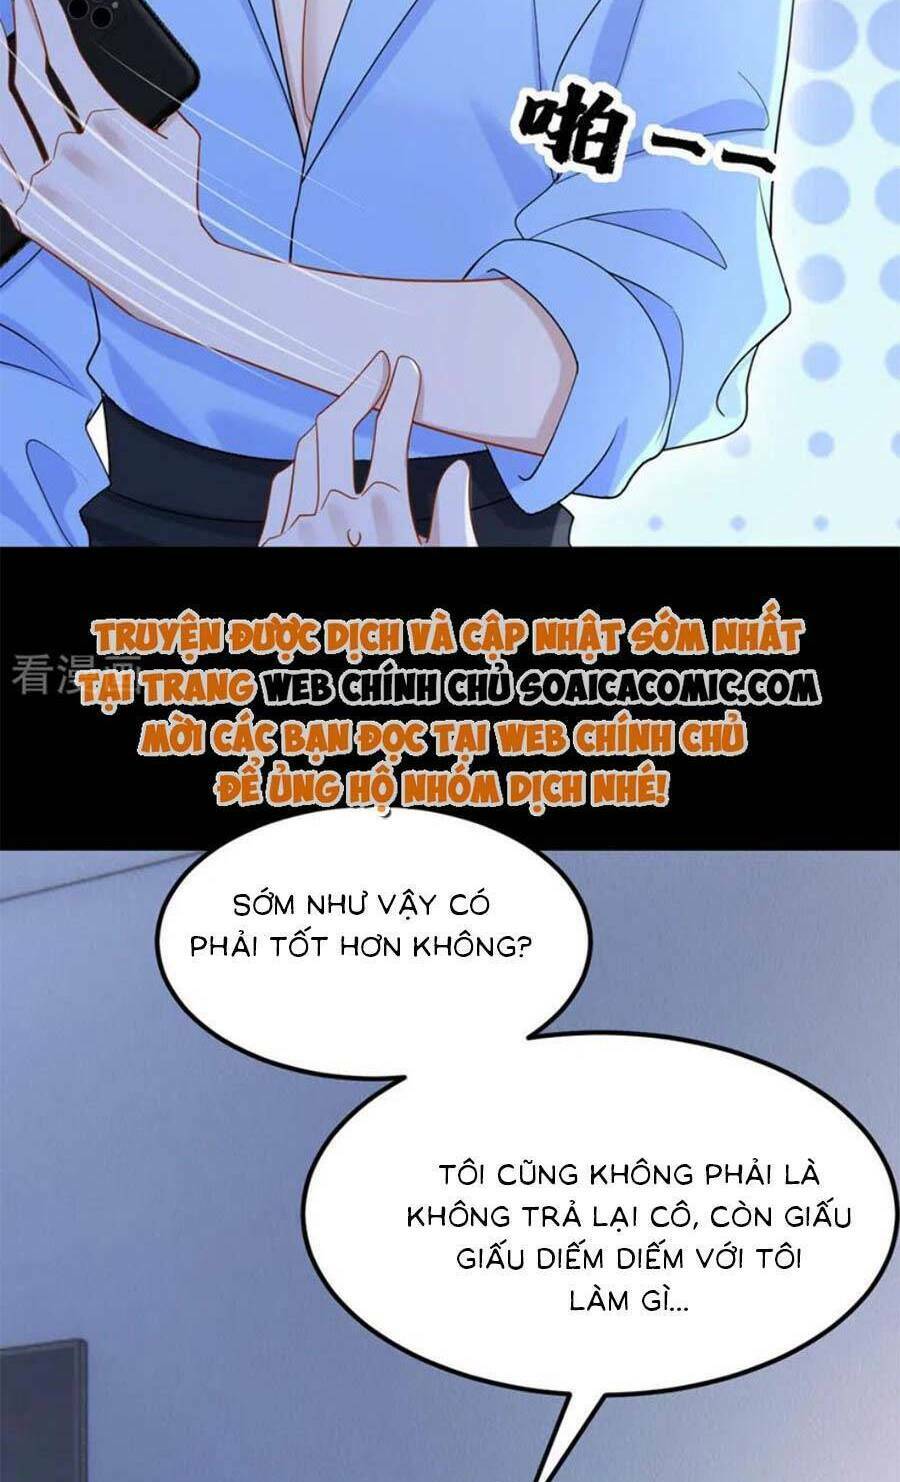 啪一一
TRUYỆN ĐƯỢC DỊCH VÀ CẬP NHẬT SỚM NHẤT
看漫画
TẠI TRANG WEB CHÍNH CHỦ SOAICACOMIC.COM
MỜI CÁC BẠN ĐỌC TẠI WEB CHÍNH CHỦ
ĐỂ ỦNG HỘ NHÓM DỊCH NHÉ!
SỚM NHƯ VẬY CÓ
PHẢI TỐT HƠN KHÔNG?
TÔI CŨNG KHÔNG PHẢI LÀ
KHÔNG TRẢ LẠI CÔ, CÒN GIẤU
GIẤU DIẾM DIẾM VỚI TÔI
LÀM GÌ...